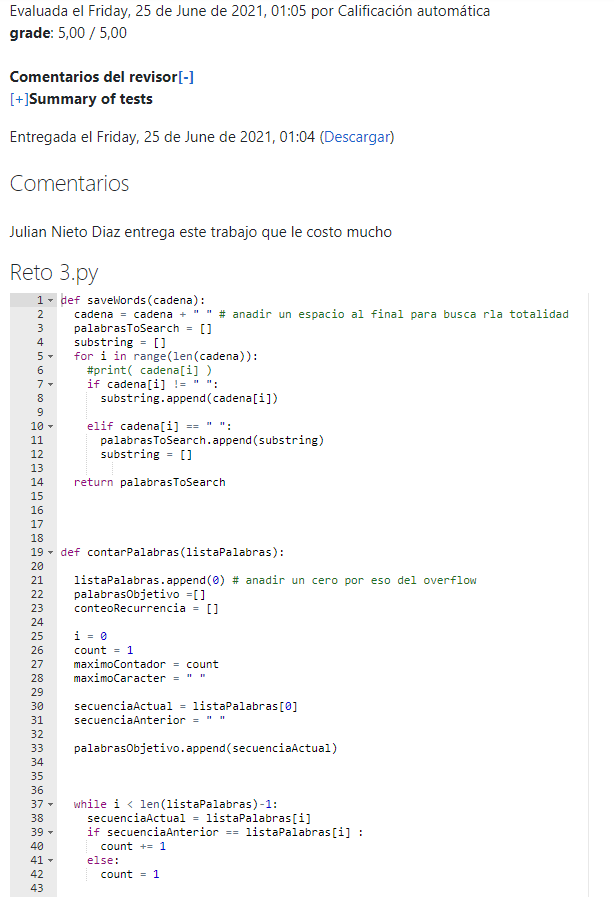 Evaluada el Friday, 25 de June de 2021, 01:05 por Calificación automática
grade: 5,00 / 5,00
Comentarios del revisor[-]
[+]Summary of tests
Entregada el Friday, 25 de June de 2021, 01:04 (Descargar)
Comentarios
Julian Nieto Diaz entrega este trabajo que le costo mucho
Reto 3.py
1 def saveWords(cadena):
2 cadena = cadena + " " # anadir un espacio al final para busca rla totalidad
3 palabrasToSearch = []
4 substring = []
5 for i in range(len(cadena)):
6 #print( cadena[i] )
7 if cadena[i] != " ":
8 substring.append(cadena[i])
9
10 elif cadena[i] == " ":
11 palabrasToSearch.append(substring)
12 substring = []
13
14 return palabrasToSearch
15
16
17
18
19 def contarPalabras(listaPalabras):
20
21 listaPalabras.append(0) # anadir un cero por eso del overflow
22 palabrasObjetivo =[]
23 conteoRecurrencia = []
24
25 i = 0
26 count = 1
27 maximoContador = count
28 maximoCaracter = " "
29
30 secuenciaActual = listaPalabras[0]
31 secuenciaAnterior = " "
32
33 palabrasObjetivo.append(secuenciaActual)
34
35
36
37 while i < len(listaPalabras)-1:
38 secuenciaActual = listaPalabras[i]
39 if secuenciaAnterior == listaPalabras[i] :
40 count += 1
41 else:
42 count = 1
43